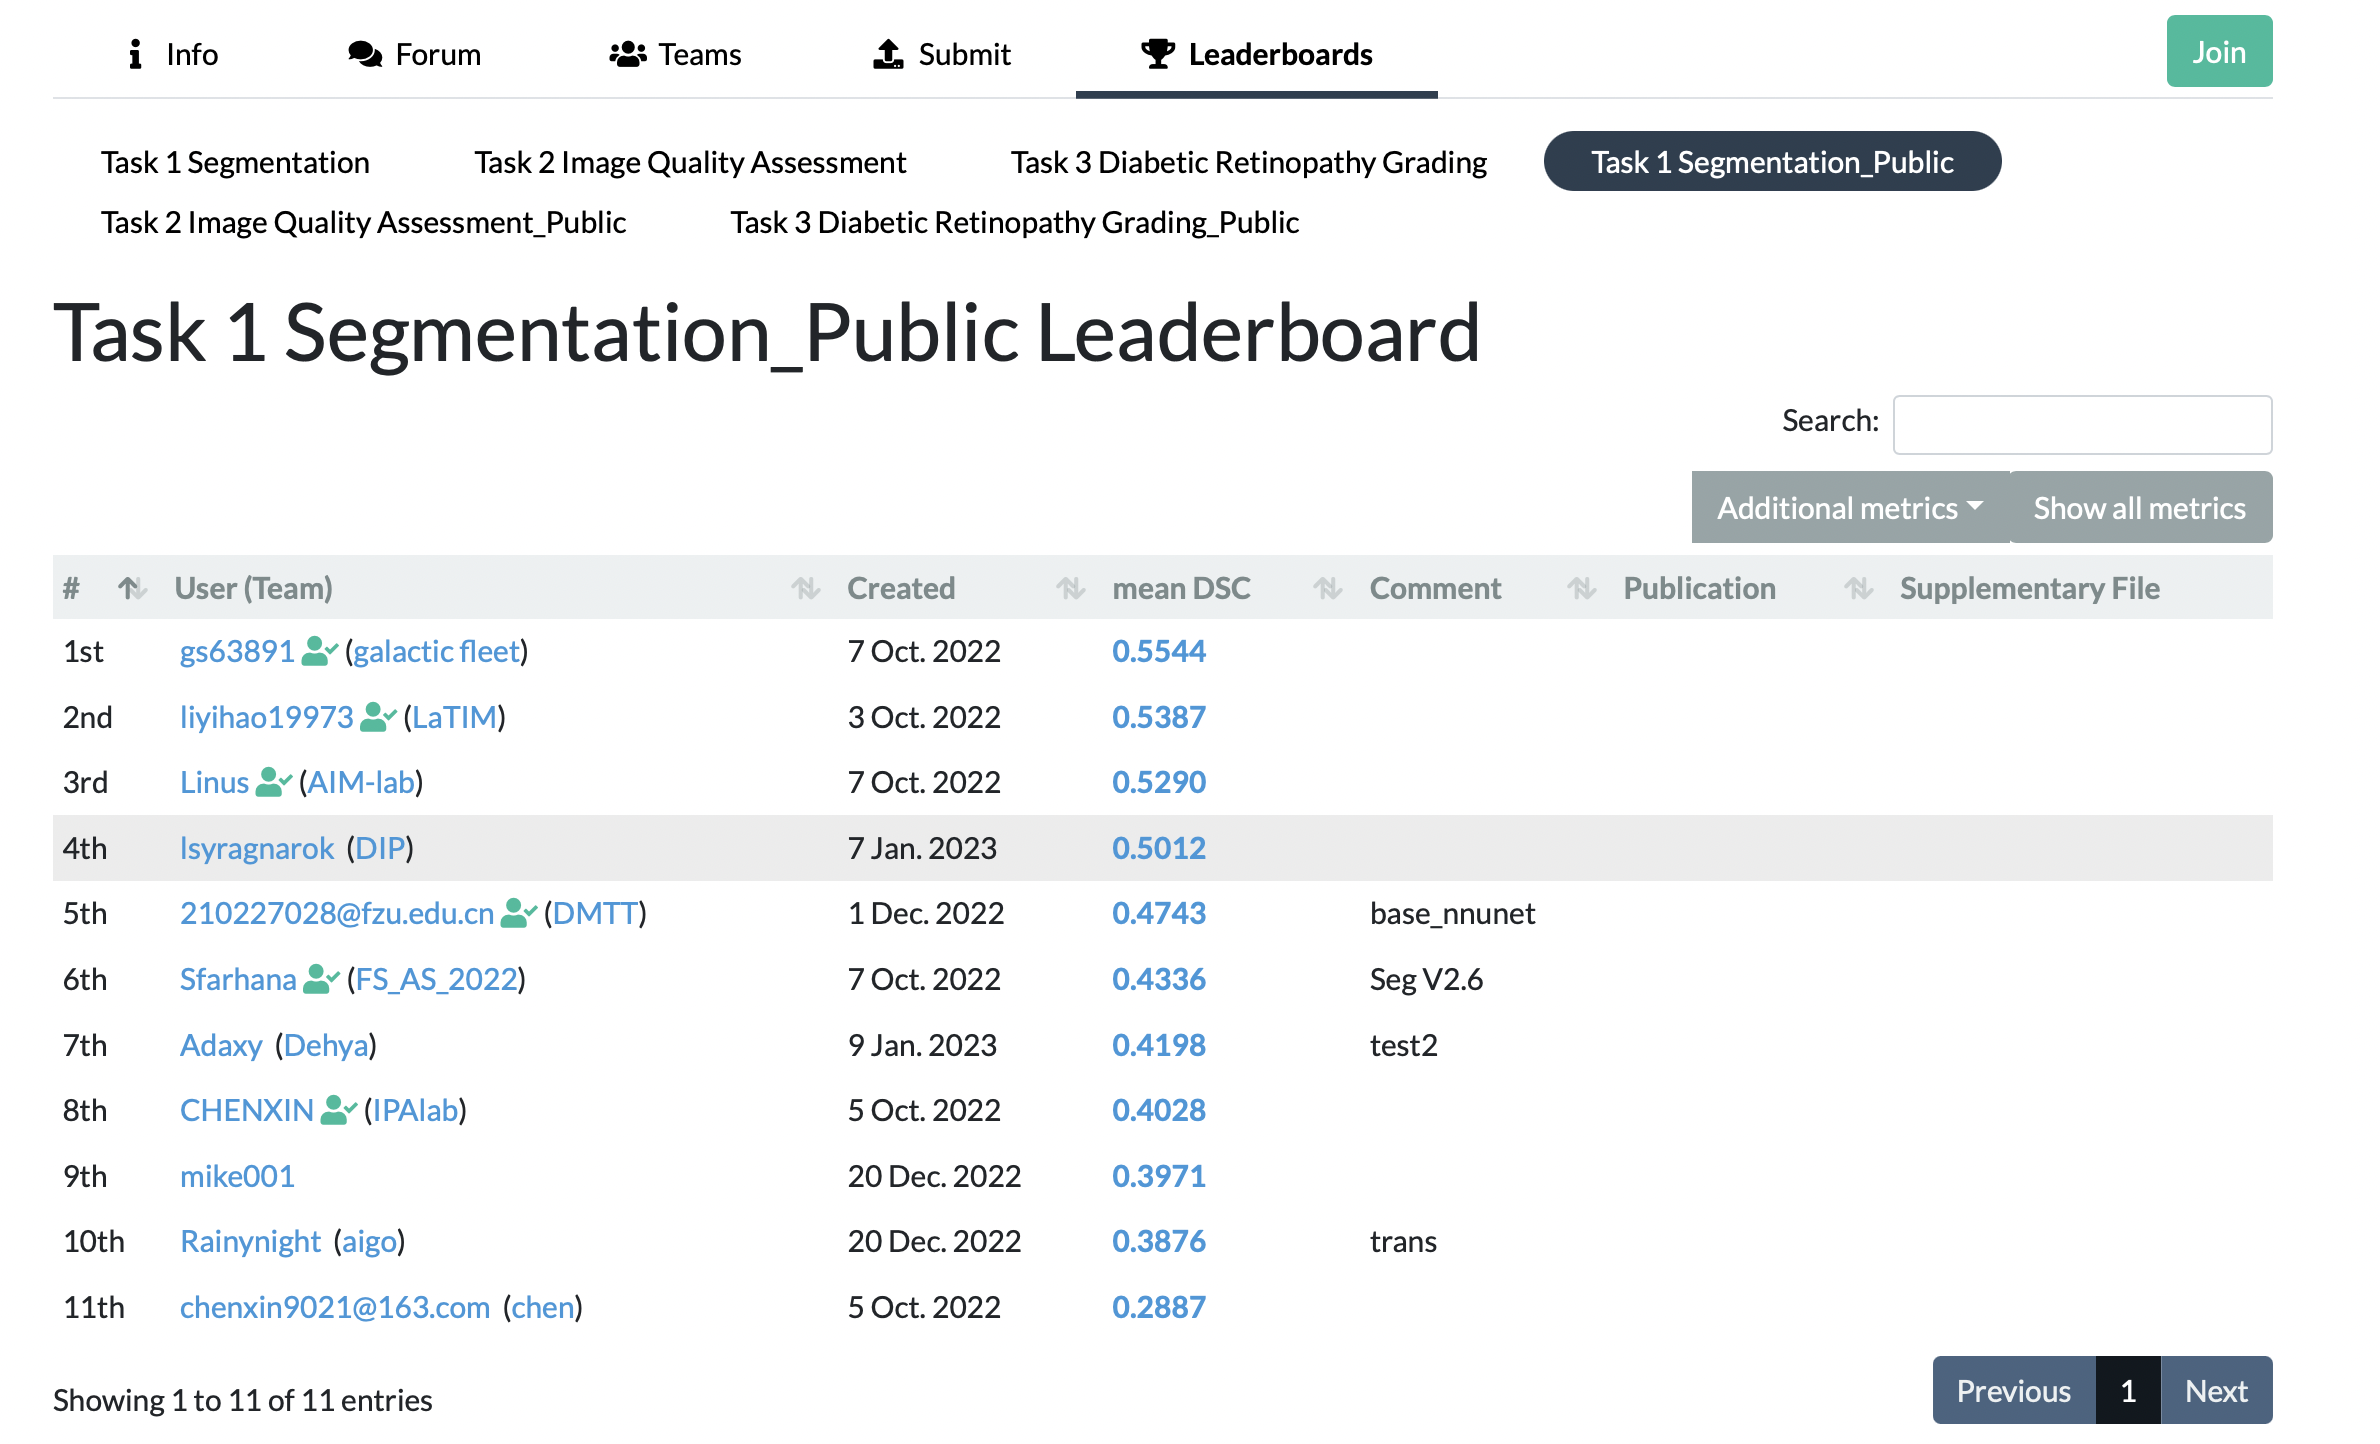 Info Forum Teams Submit Leaderboards Join
Task 1 Segmentation Task 2 Image Quality Assessment Task 3 Diabetic Retinopathy Grading Task 1 Segmentation_Public
Task 2 Image Quality Assessment_Public Task 3 Diabetic Retinopathy Grading_Public
Task 1 Segmentation_Public Leaderboard
Search:
Additional metrics Show all metrics
# User (Team) Created mean DSC Comment Publication Supplementary File
1st gs63891 (galactic fleet) 7 Oct. 2022 0.5544
2nd liyihao19973 (LaTIM) 3 Oct. 2022 0.5387
3rd Linus (AIM-lab) 7 Oct. 2022 0.5290
4th lsyragnarok (DIP) 7 Jan. 2023 0.5012
5th 210227028@fzu.edu.cn (DMTT) 1 Dec. 2022 0.4743 base_nnunet
6th Sfarhana (FS_AS_2022) 7 Oct. 2022 0.4336 Seg V2.6
7th Adaxy (Dehya) 9 Jan. 2023 0.4198 test2
8th CHENXIN (IPAlab) 5 Oct. 2022 0.4028
9th mike001 20 Dec. 2022 0.3971
10th Rainynight (aigo) 20 Dec. 2022 0.3876 trans
11th chenxin9021@163.com (chen) 5 Oct. 2022 0.2887
Showing 1 to 11 of 11 entries
Previous 1 Next